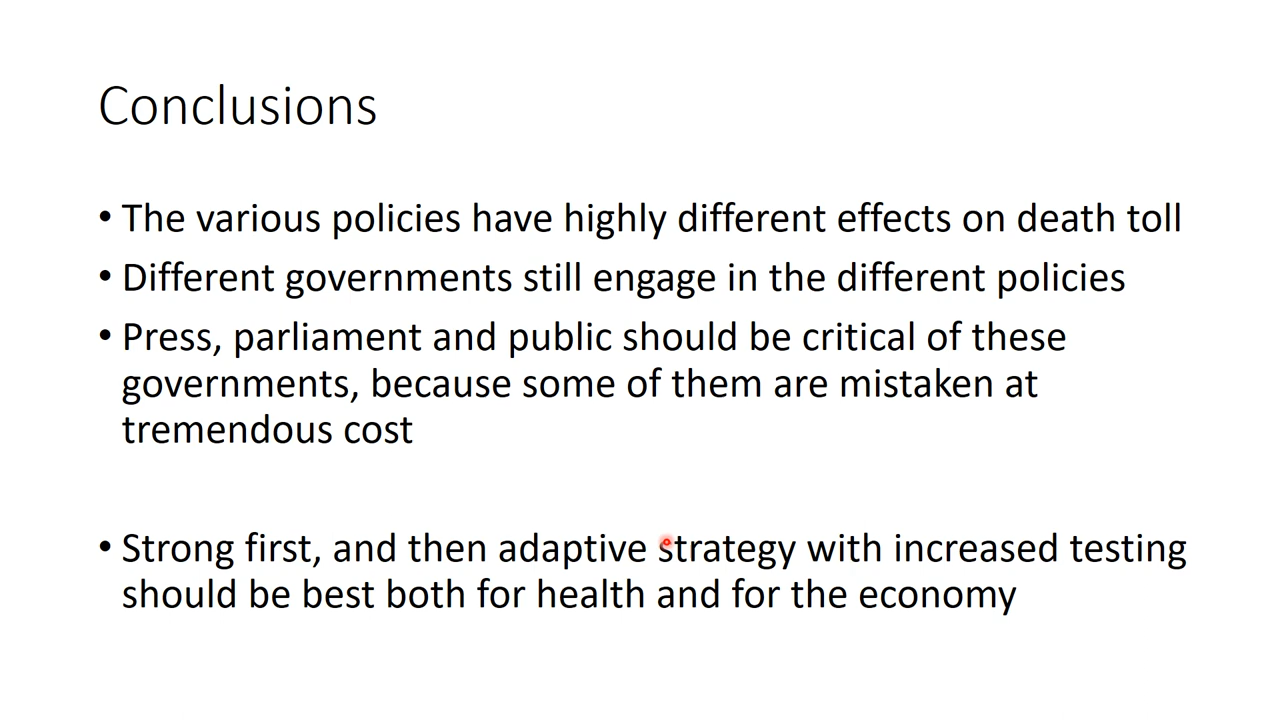 Conclusions
• The various policies have highly different effects on death toll
• Different governments still engage in the different policies
• Press, parliament and public should be critical of these
governments, because some of them are mistaken at
tremendous cost
• Strong first, and then adaptive strategy with increased testing
should be best both for health and for the economy